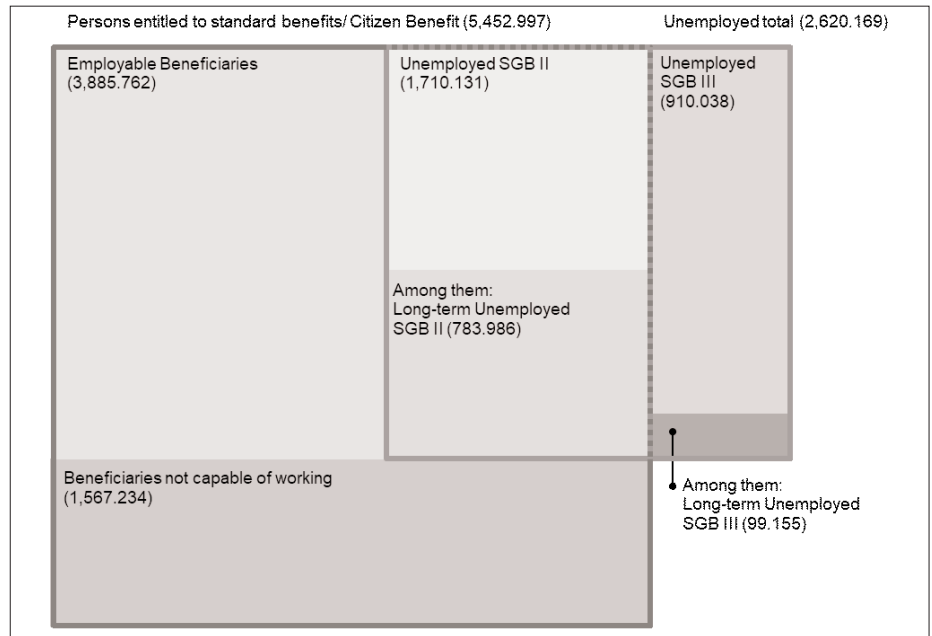 Persons entitled to standard benefits/ Citizen Benefit (5,452.997)
Unemployed total (2,620.169)
Employable Beneficiaries
(3,885.762)
Unemployed SGB II
(1,710.131)
Unemployed
SGB III
(910.038)
Among them:
Long-term Unemployed
SGB II (783.986)
Beneficiaries not capable of working
(1,567.234)
Among them:
Long-term Unemployed
SGB III (99.155)